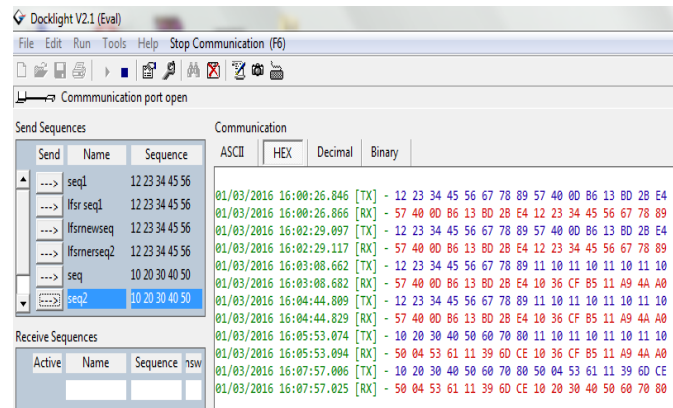 Docklight V2.1 (Eval)
File Edit Run Tools Help Stop Communication (F6)
Commmunication port open
Send Sequences
Send Name Sequence
---> seq1 12 23 34 45 56
---> lfsr seq1 12 23 34 45 56
---> lfsrnewseq 12 23 34 45 56
---> lfsrnerseq2 12 23 34 45 56
---> seq 10 20 30 40 50
---> seq2 10 20 30 40 50
Receive Sequences
Active Name Sequence nsw
Communication
ASCII HEX Decimal Binary
01/03/2016 16:00:26.846 [TX] - 12 23 34 45 56 67 78 89 57 40 0D B6 13 BD 2B E4
01/03/2016 16:00:26.866 [RX] - 57 40 0D B6 13 BD 2B E4 12 23 34 45 56 67 78 89
01/03/2016 16:02:29.097 [TX] - 12 23 34 45 56 67 78 89 57 40 0D B6 13 BD 2B E4
01/03/2016 16:02:29.117 [RX] - 57 40 0D B6 13 BD 2B E4 12 23 34 45 56 67 78 89
01/03/2016 16:03:08.662 [TX] - 12 23 34 45 56 67 78 89 11 10 11 10 11 10 11 10
01/03/2016 16:03:08.682 [RX] - 57 40 0D B6 13 BD 2B E4 10 36 CF B5 11 A9 4A A0
01/03/2016 16:04:44.809 [TX] - 12 23 34 45 56 67 78 89 11 10 11 10 11 10 11 10
01/03/2016 16:04:44.829 [RX] - 57 40 0D B6 13 BD 2B E4 10 36 CF B5 11 A9 4A A0
01/03/2016 16:05:53.074 [TX] - 10 20 30 40 50 60 70 80 11 10 11 10 11 10 11 10
01/03/2016 16:05:53.094 [RX] - 50 04 53 61 11 39 6D CE 10 36 CF B5 11 A9 4A A0
01/03/2016 16:07:57.006 [TX] - 10 20 30 40 50 60 70 80 50 04 53 61 11 39 6D CE
01/03/2016 16:07:57.025 [RX] - 50 04 53 61 11 39 6D CE 10 20 30 40 50 60 70 80